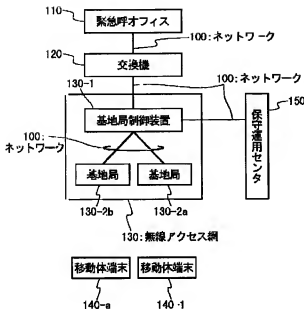 110
緊急呼オフィス
100:ネットワーク
120
交換機
130-1
100:ネットワーク
基地局制御装置
150
保守運用センタ
100:
ネットワーク
基地局
基地局
130-2b
130-2a
130:無線アクセス網
移動体端末
移動体端末
140-a
140-1